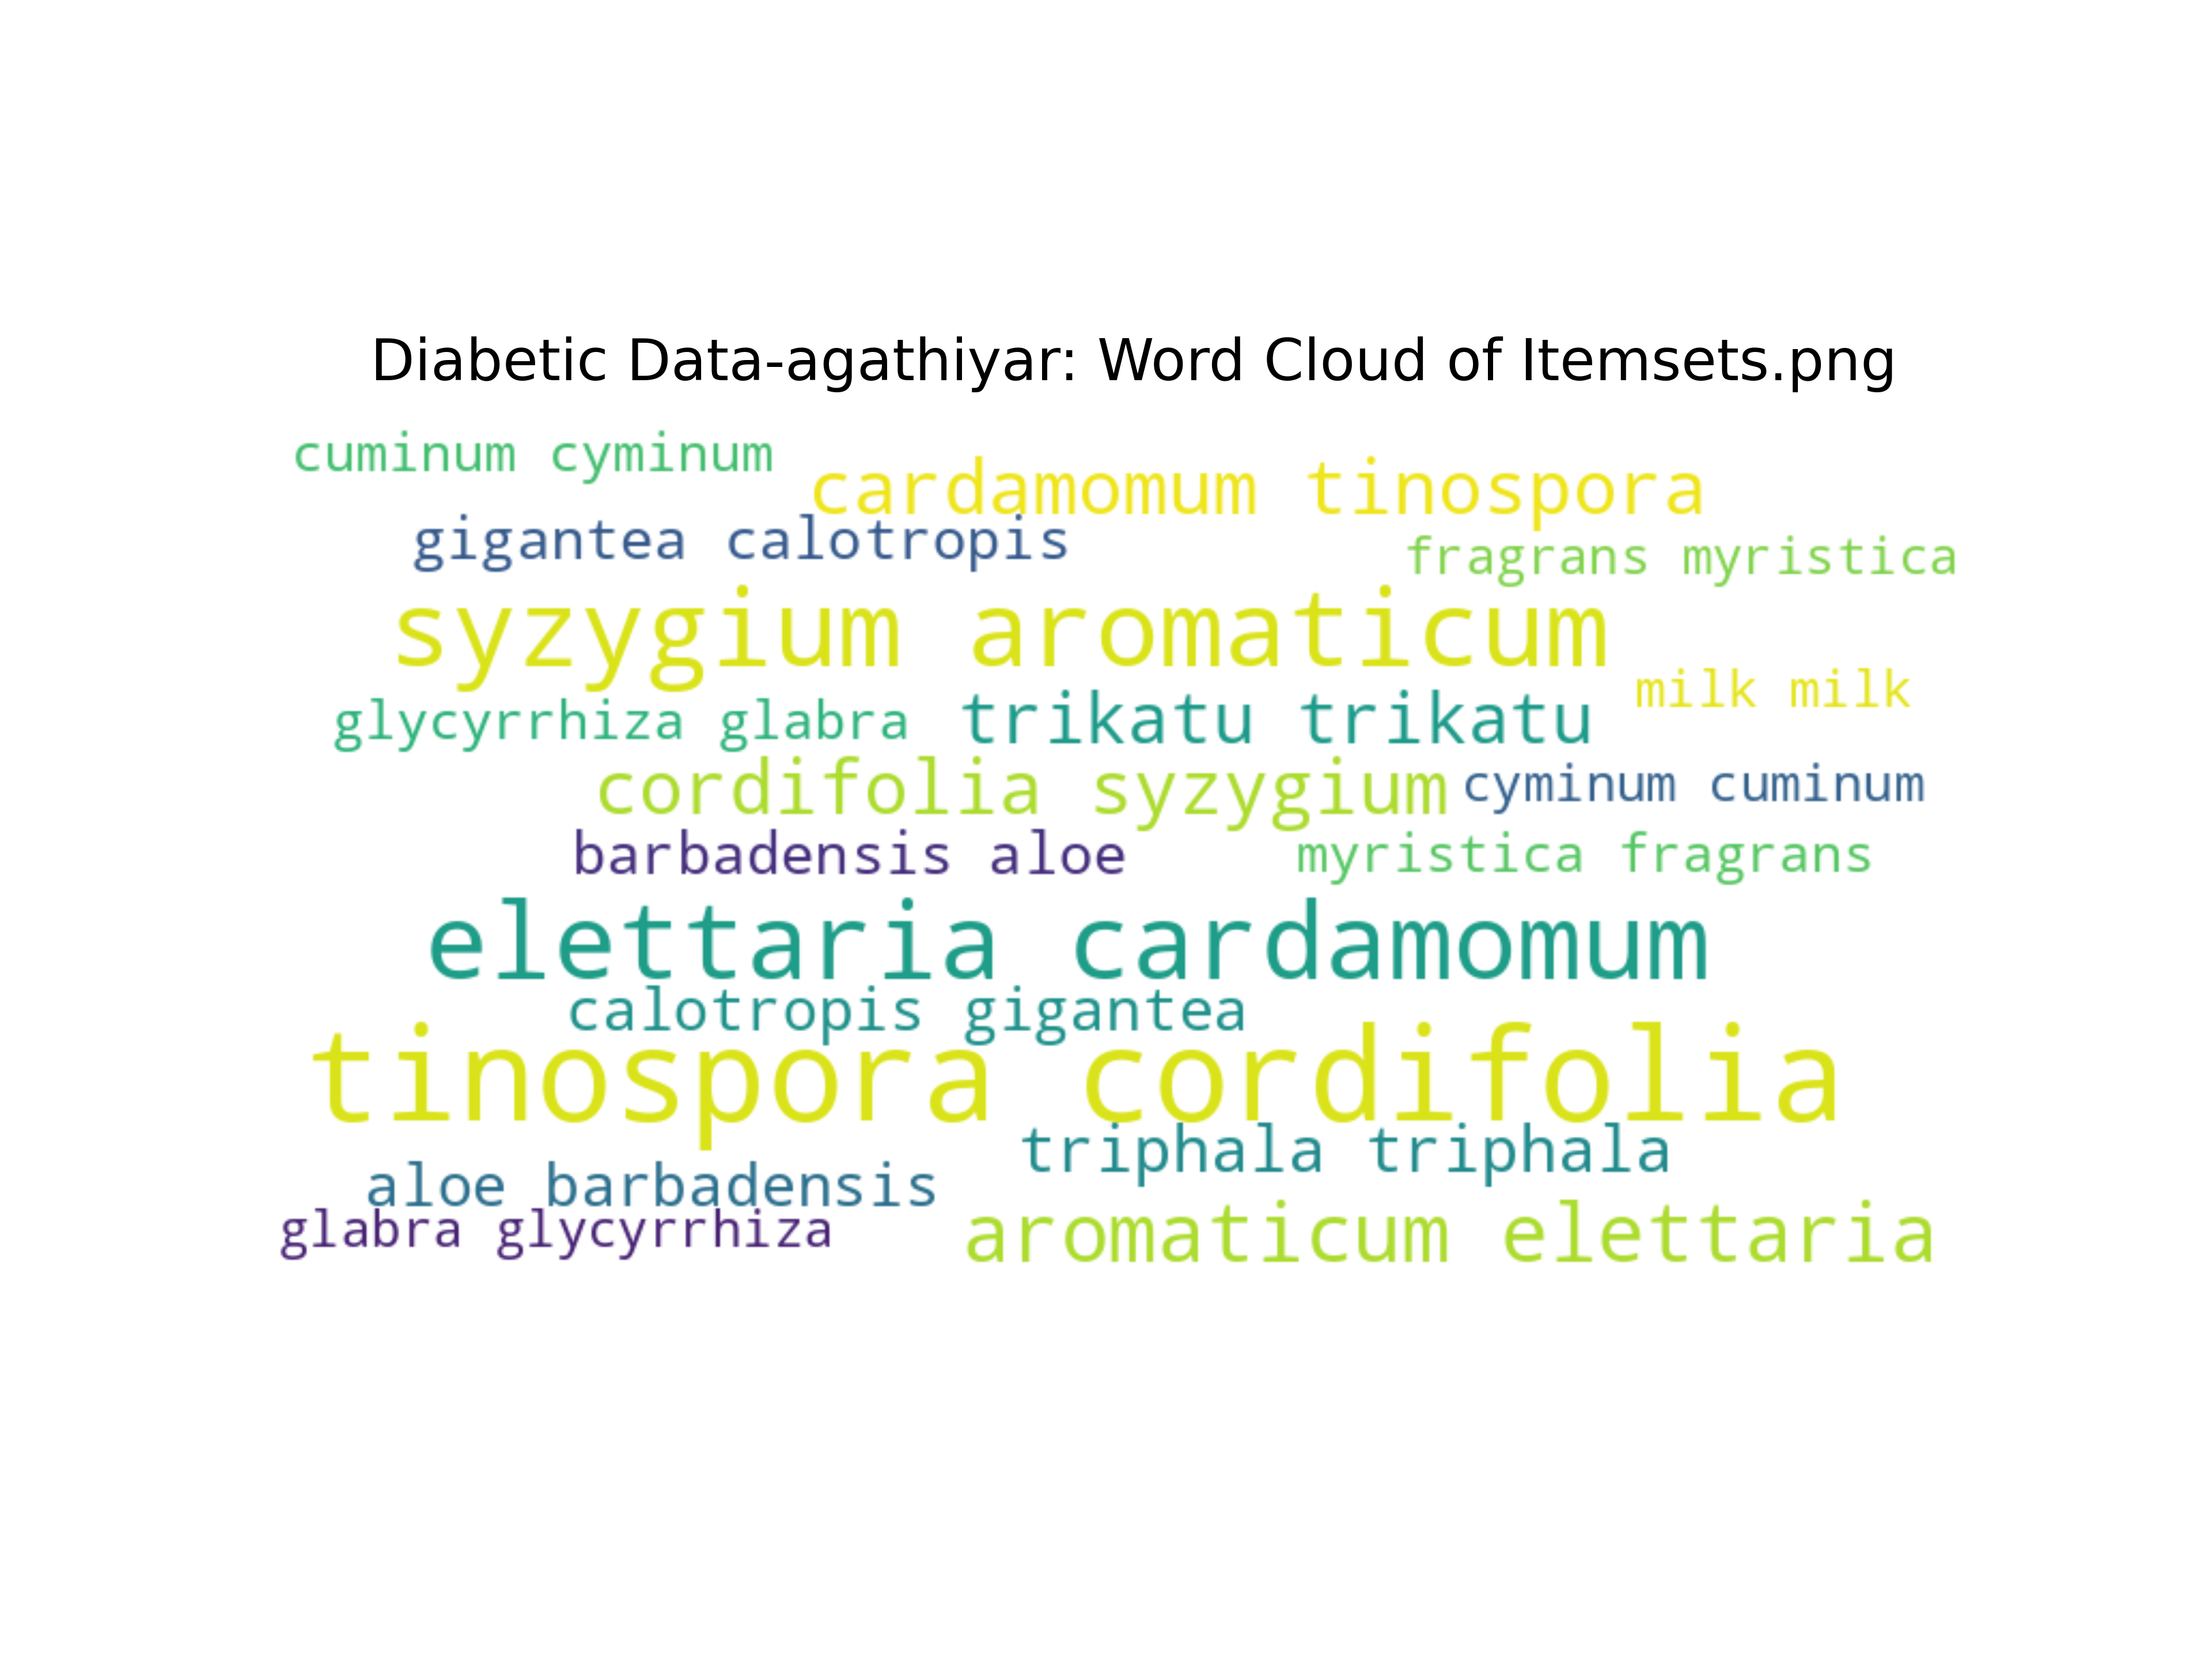 Diabetic Data-agathiyar: Word Cloud of Itemsets.png
cuminum cyminum
cardamomum tinospora
gigantea calotropis
fragrans myristica
syzygium aromaticum
milk milk
glycyrrhiza glabra
trikatu trikatu
cordifolia syzygium
cyminum cuminum
barbadensis aloe
myristica fragrans
elettaria cardamomum
calotropis gigantea
tinospora cordifolia
triphala triphala
aloe barbadensis
glabra glycyrrhiza
aromaticum elettaria